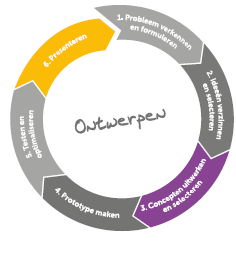 1. Probleem verkennen
en formuleren
2. Ideeën verzinnen
en selecteren
3. Concepten uitwerken
en selecteren
4. Prototype maken
5. Testen en
optimaliseren
6. Presenteren
Ontwerpen